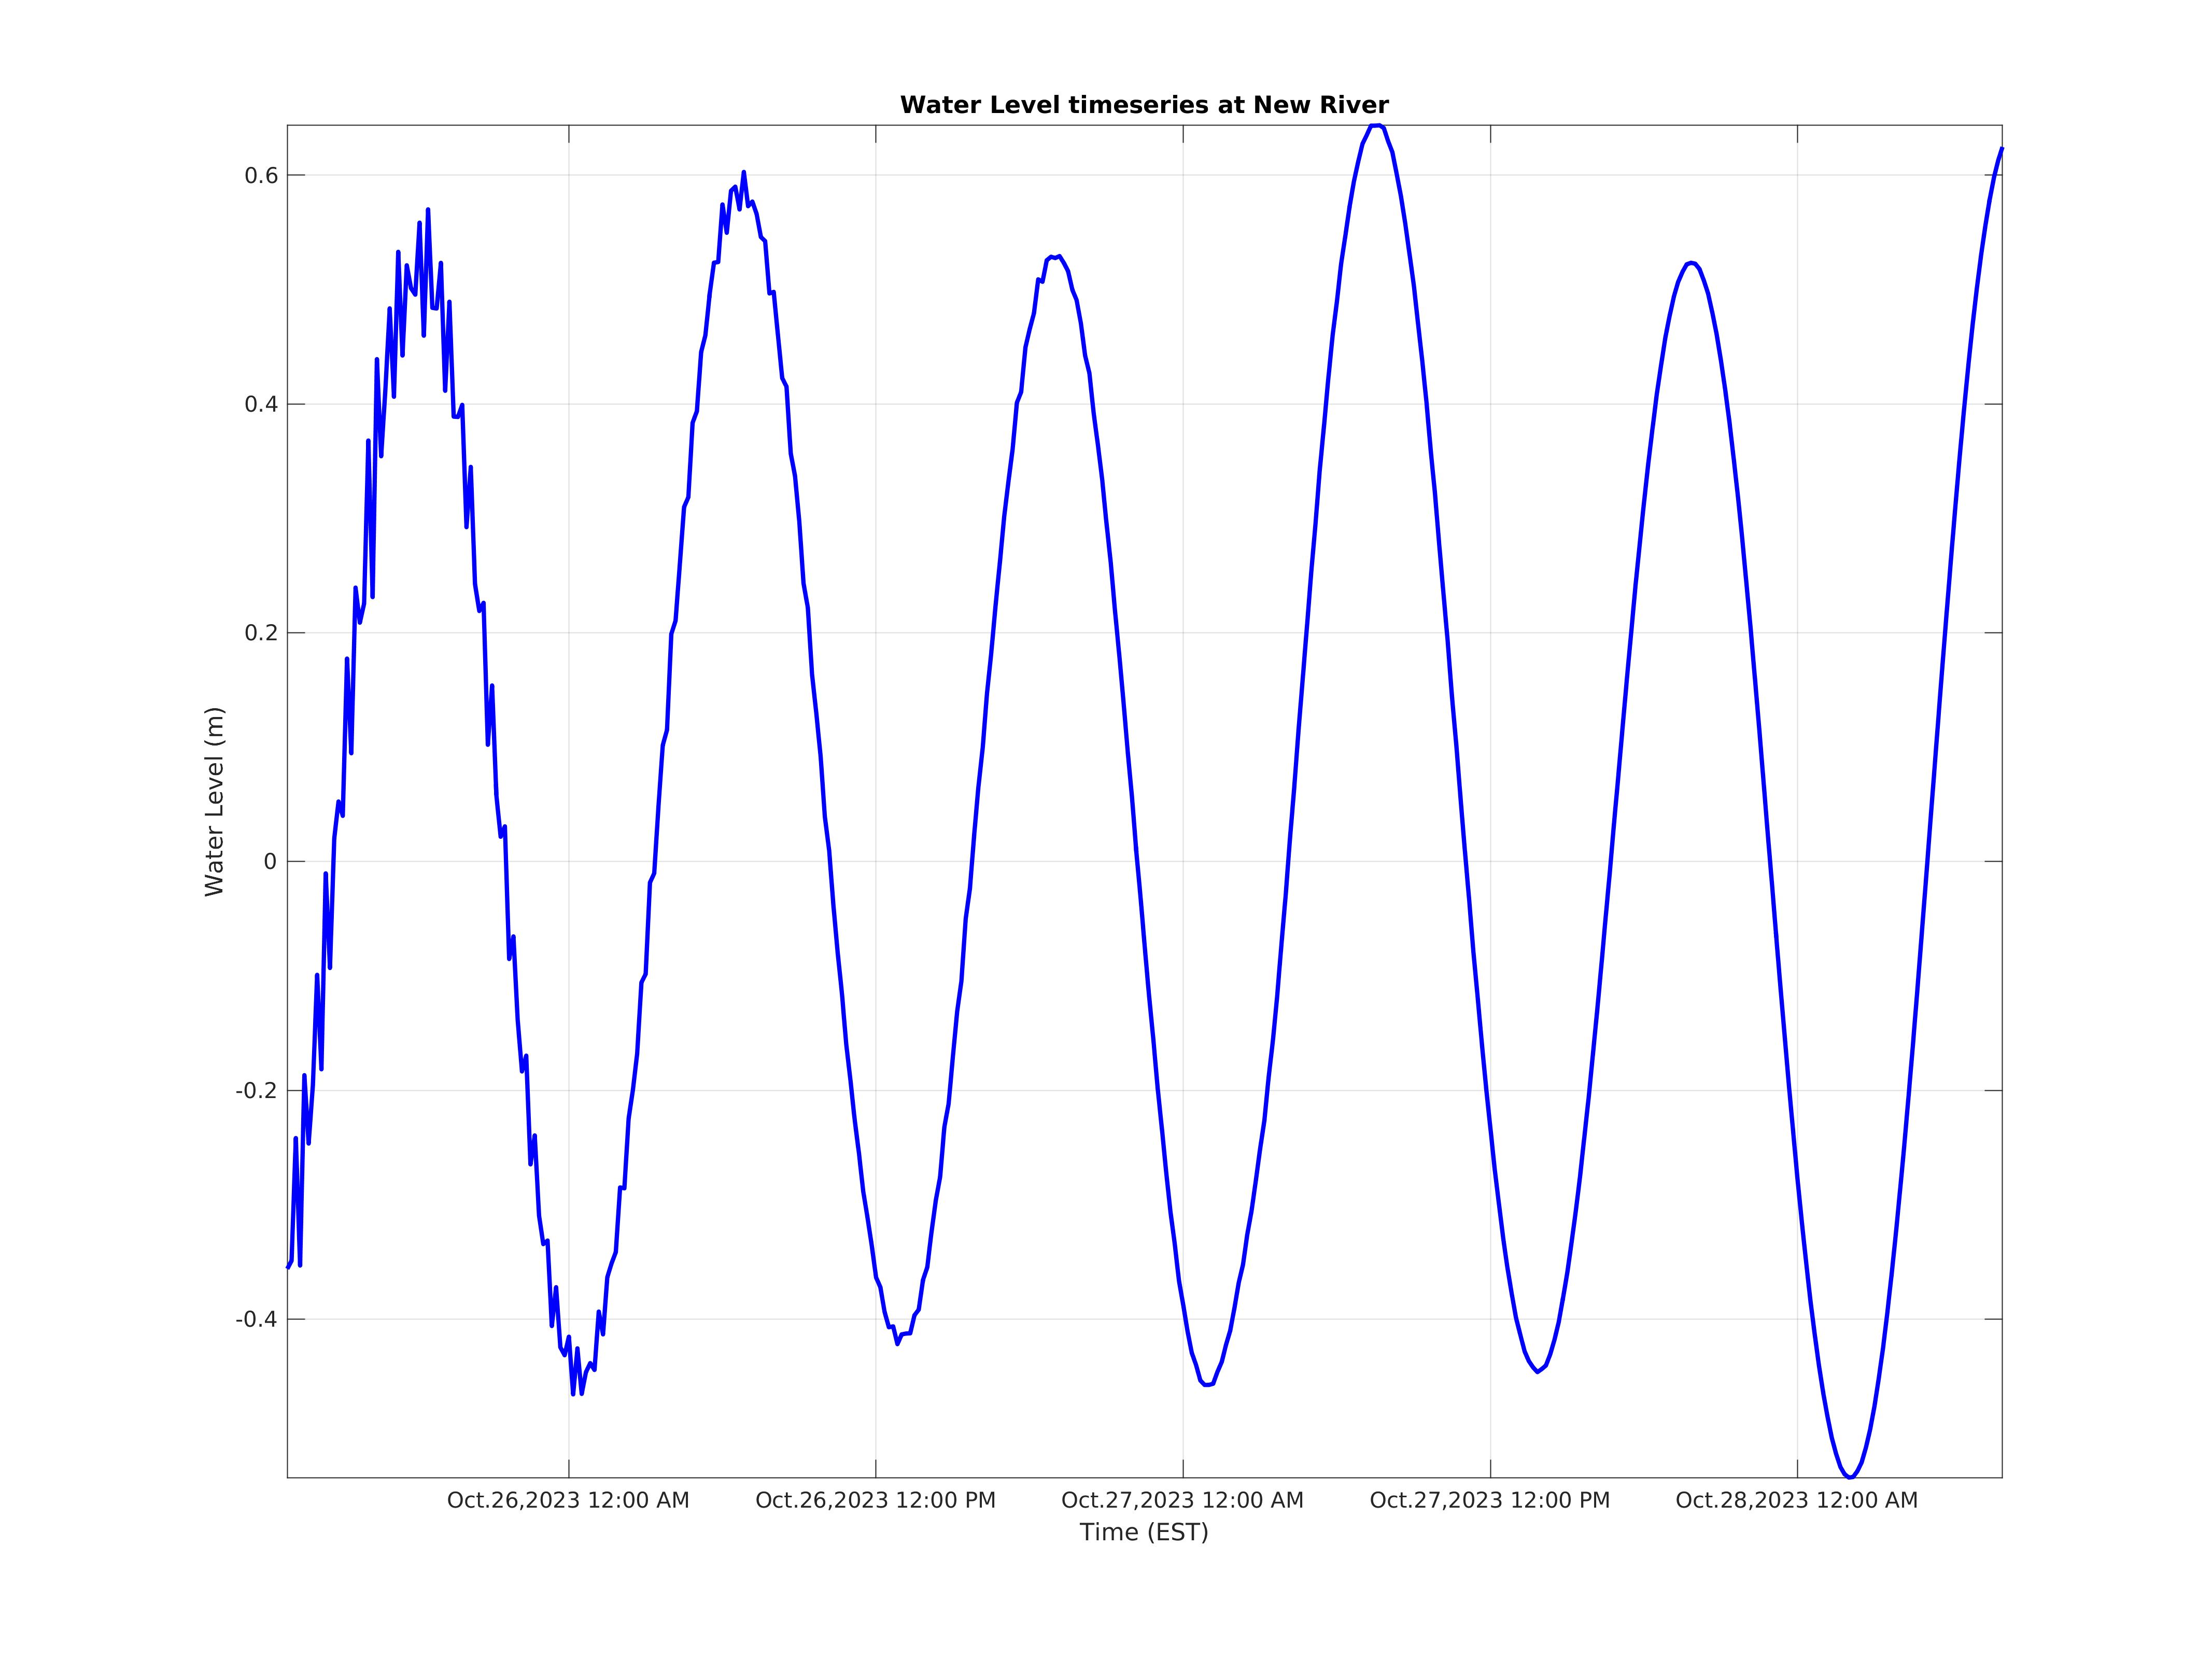 Water Level timeseries at New River
0.6
0.4
0.2
0
-0.2
-0.4
Water Level (m)
Oct.26,2023 12:00 AM
Oct.26,2023 12:00 PM
Oct.27,2023 12:00 AM
Oct.27,2023 12:00 PM
Oct.28,2023 12:00 AM
Time (EST)